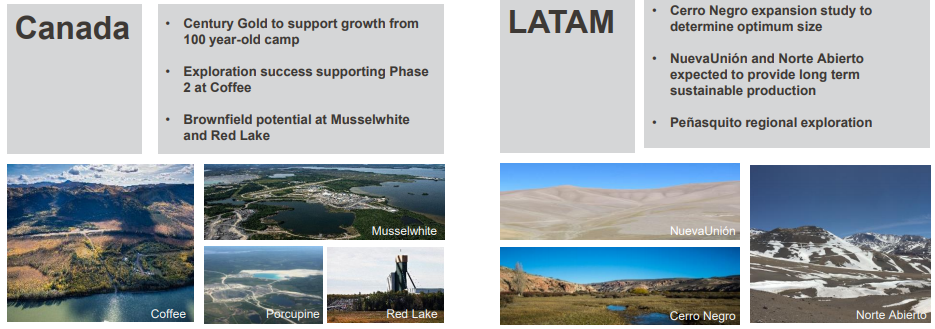 Canada
• Century Gold to support growth from
100 year-old camp
• Exploration success supporting Phase
2 at Coffee
• Brownfield potential at Musselwhite
and Red Lake
Coffee
Musselwhite
Porcupine
Red Lake
LATAM
• Cerro Negro expansion study to
determine optimum size
• NuevaUnión and Norte Abierto
expected to provide long term
sustainable production
• Peñasquito regional exploration
NuevaUnión
Cerro Negro
Norte Abierto